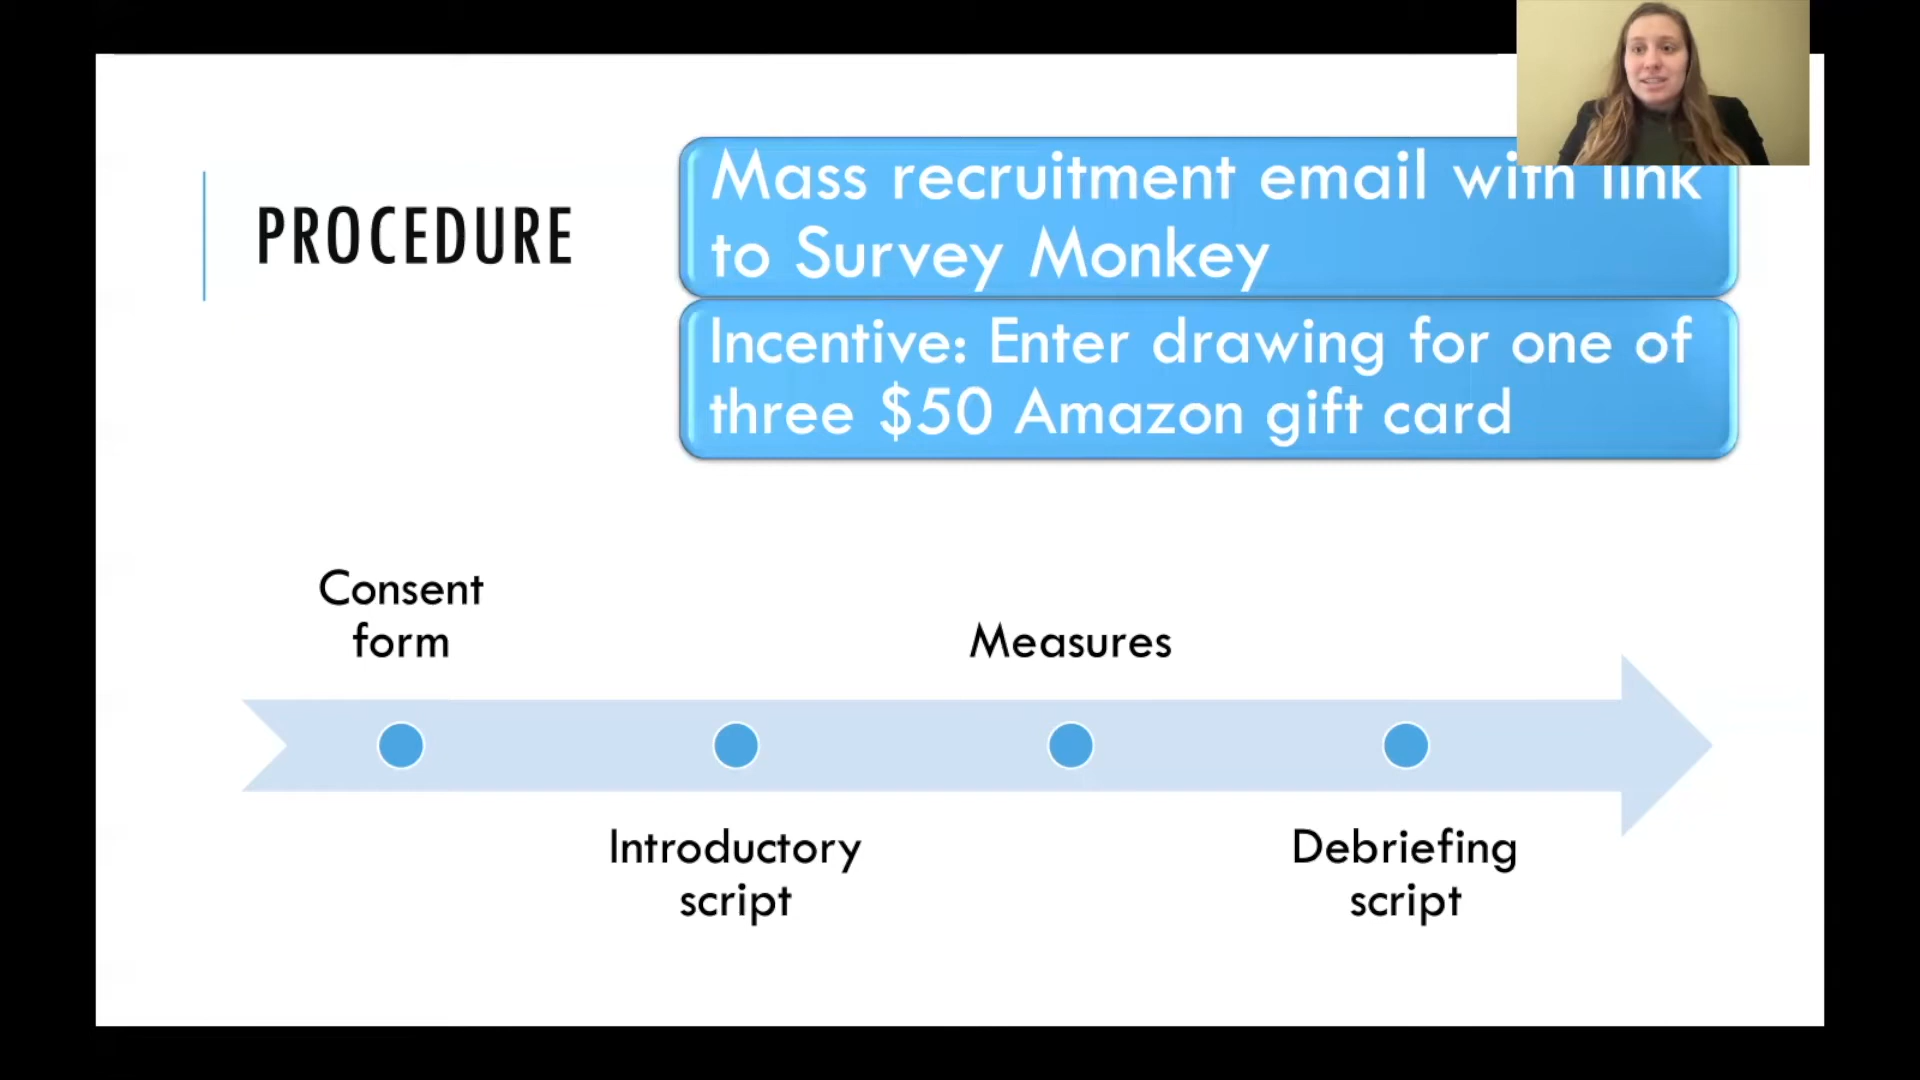 PROCEDURE
Mass recruitment email with link
to Survey Monkey
Incentive: Enter drawing for one of
three $50 Amazon gift card
Consent
form
Introductory
script
Measures
Debriefing
script